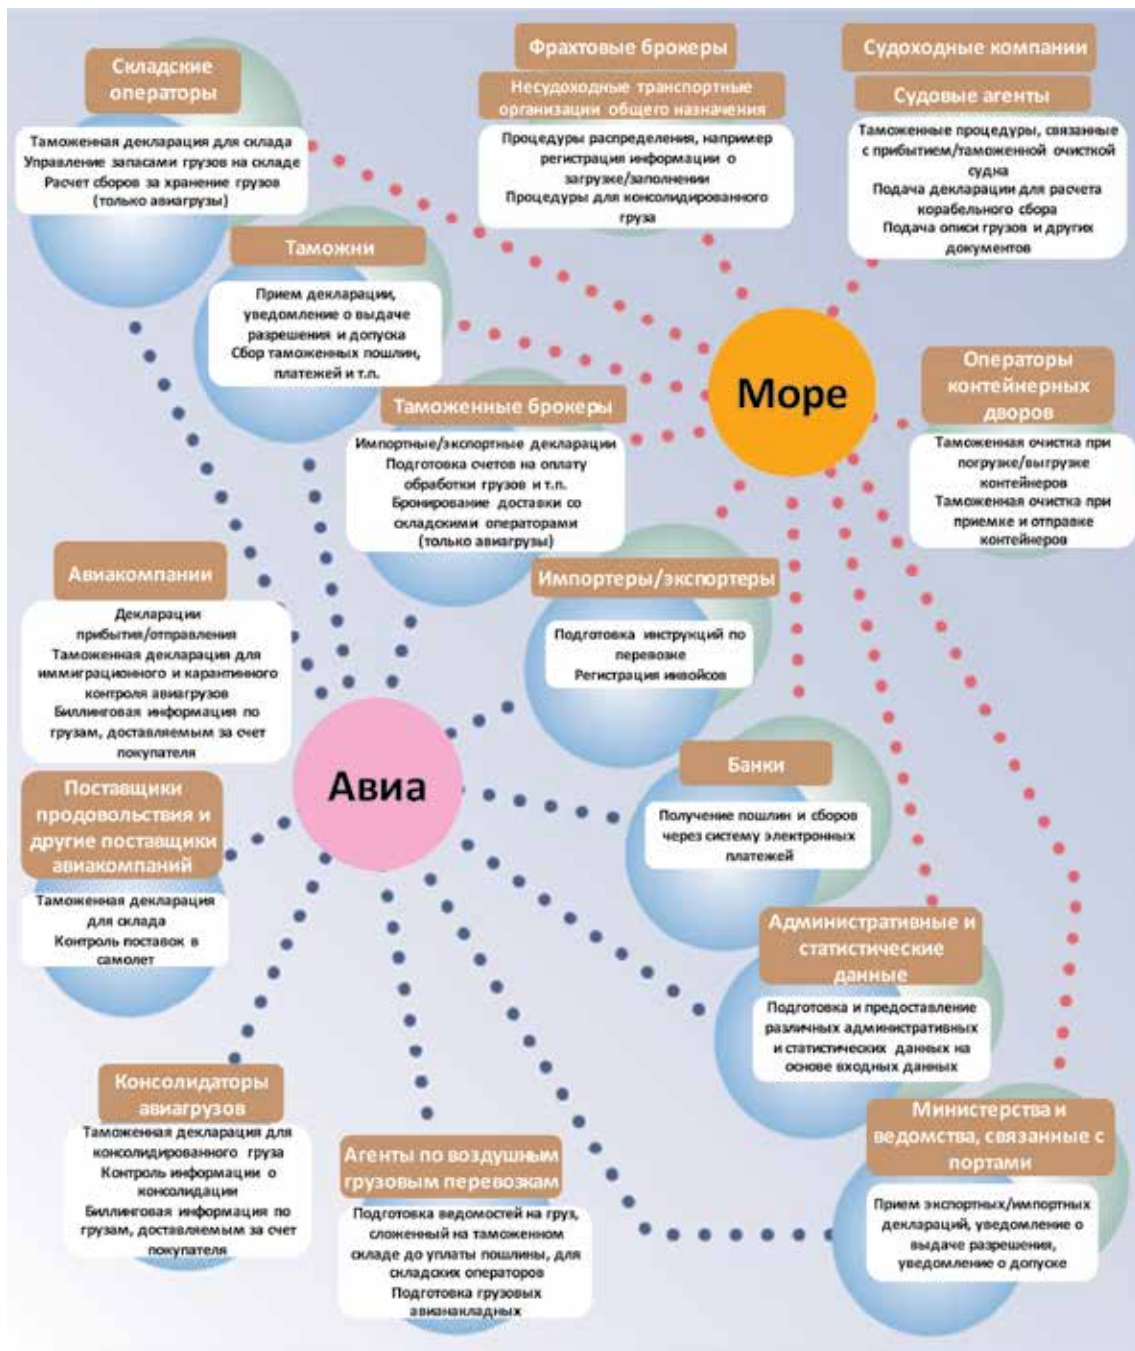 Складские
операторы
Таможенная декларация для склада
Управление запасами грузов на складе
Расчет сборов за хранение грузов
(только авиагрузы)
Фрахтовые брокеры
Несудоходные транспортные
организации общего назначения
Процедуры распределения, например
регистрация информации о
загрузке/заполнении
Процедуры для консолидированного
груза
Судоходные компании
Судовые агенты
Таможенные процедуры, связанные
с прибытием/таможенной очисткой
судна
Подача декларации для расчета
корабельного сбора
Подача описи грузов и других
документов
Таможни
Прием декларации,
уведомление о выдаче
разрешения и допуска
Сбор таможенных пошлин,
платежей и т.п.
Море
Операторы
контейнерных
дворов
Таможенная очистка при
погрузке/выгрузке
контейнеров
Таможенная очистка при
приемке и отправке
контейнеров
Таможенные брокеры
Импортные/экспортные декларации
Подготовка счетов на оплату
обработки грузов и т.п.
Бронирование доставки со
складскими операторами
(только авиагрузы)
Авиакомпании
Декларации
прибытия/отправления
Таможенная декларация для
иммиграционного и карантинного
контроля авиагрузов
Биллинговая информация по
грузам, доставляемым за счет
покупателя
Импортеры/экспортеры
Подготовка инструкций по
перевозке
Регистрация инвойсов
Авиа
Банки
Получение пошлин и сборов
через систему электронных
платежей
Поставщики
продовольствия и
другие поставщики
авиакомпаний
Таможенная декларация
для склада
Контроль поставок в
самолет
Административные и
статистические
данные
Подготовка и предоставление
различных административных
и статистических данных на
основе входных данных
Консолидаторы
авиагрузов
Таможенная декларация для
консолидированного груза
Контроль информации о
консолидации
Биллинговая информация по
грузам, доставляемым за счет
покупателя
Агенты по воздушным
грузовым перевозкам
Подготовка ведомостей на груз,
сложенный на таможенном
складе до уплаты пошлины, для
складских операторов
Подготовка грузовых
авианакладных
Министерства и
ведомства, связанные с
портами
Прием экспортных/импортных
деклараций, уведомление о
выдаче разрешения,
уведомление о допуске